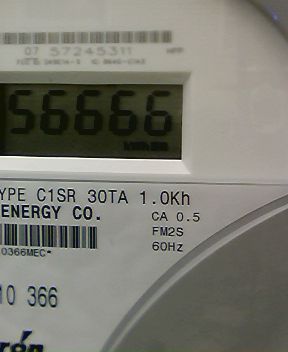 07 57245311
56666
YPE C1SR 30TA 1.0Kh
ENERGY CO.
CA 0.5
FM2S
60Hz
0366MEC*
10 366